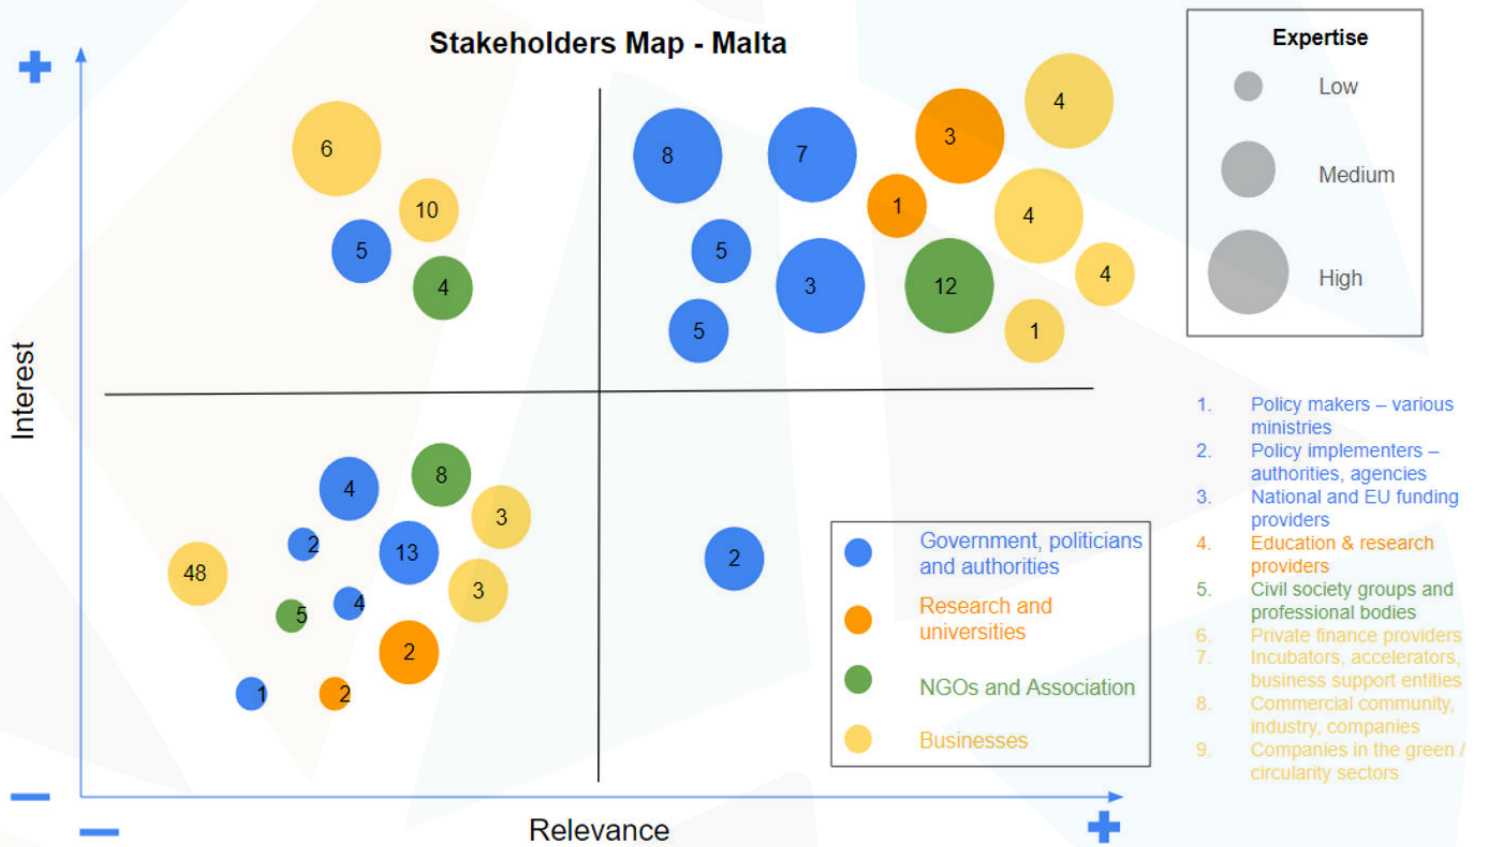 Stakeholders Map - Malta
Expertise
Low
Medium
High
Interest
Relevance
6
10
5
4
8
7
3
4
1
4
5
3
12
4
5
1
4
8
3
2
13
48
3
5
4
2
1
2
2
Government, politicians
and authorities
Research and
universities
NGOs and Association
Businesses
1. Policy makers – various
ministries
2. Policy implementers –
authorities, agencies
3. National and EU funding
providers
4. Education & research
providers
5. Civil society groups and
professional bodies
6. Private finance providers
7. Incubators, accelerators,
business support entities
8. Commercial community,
industry, companies
9. Companies in the green /
circularity sectors